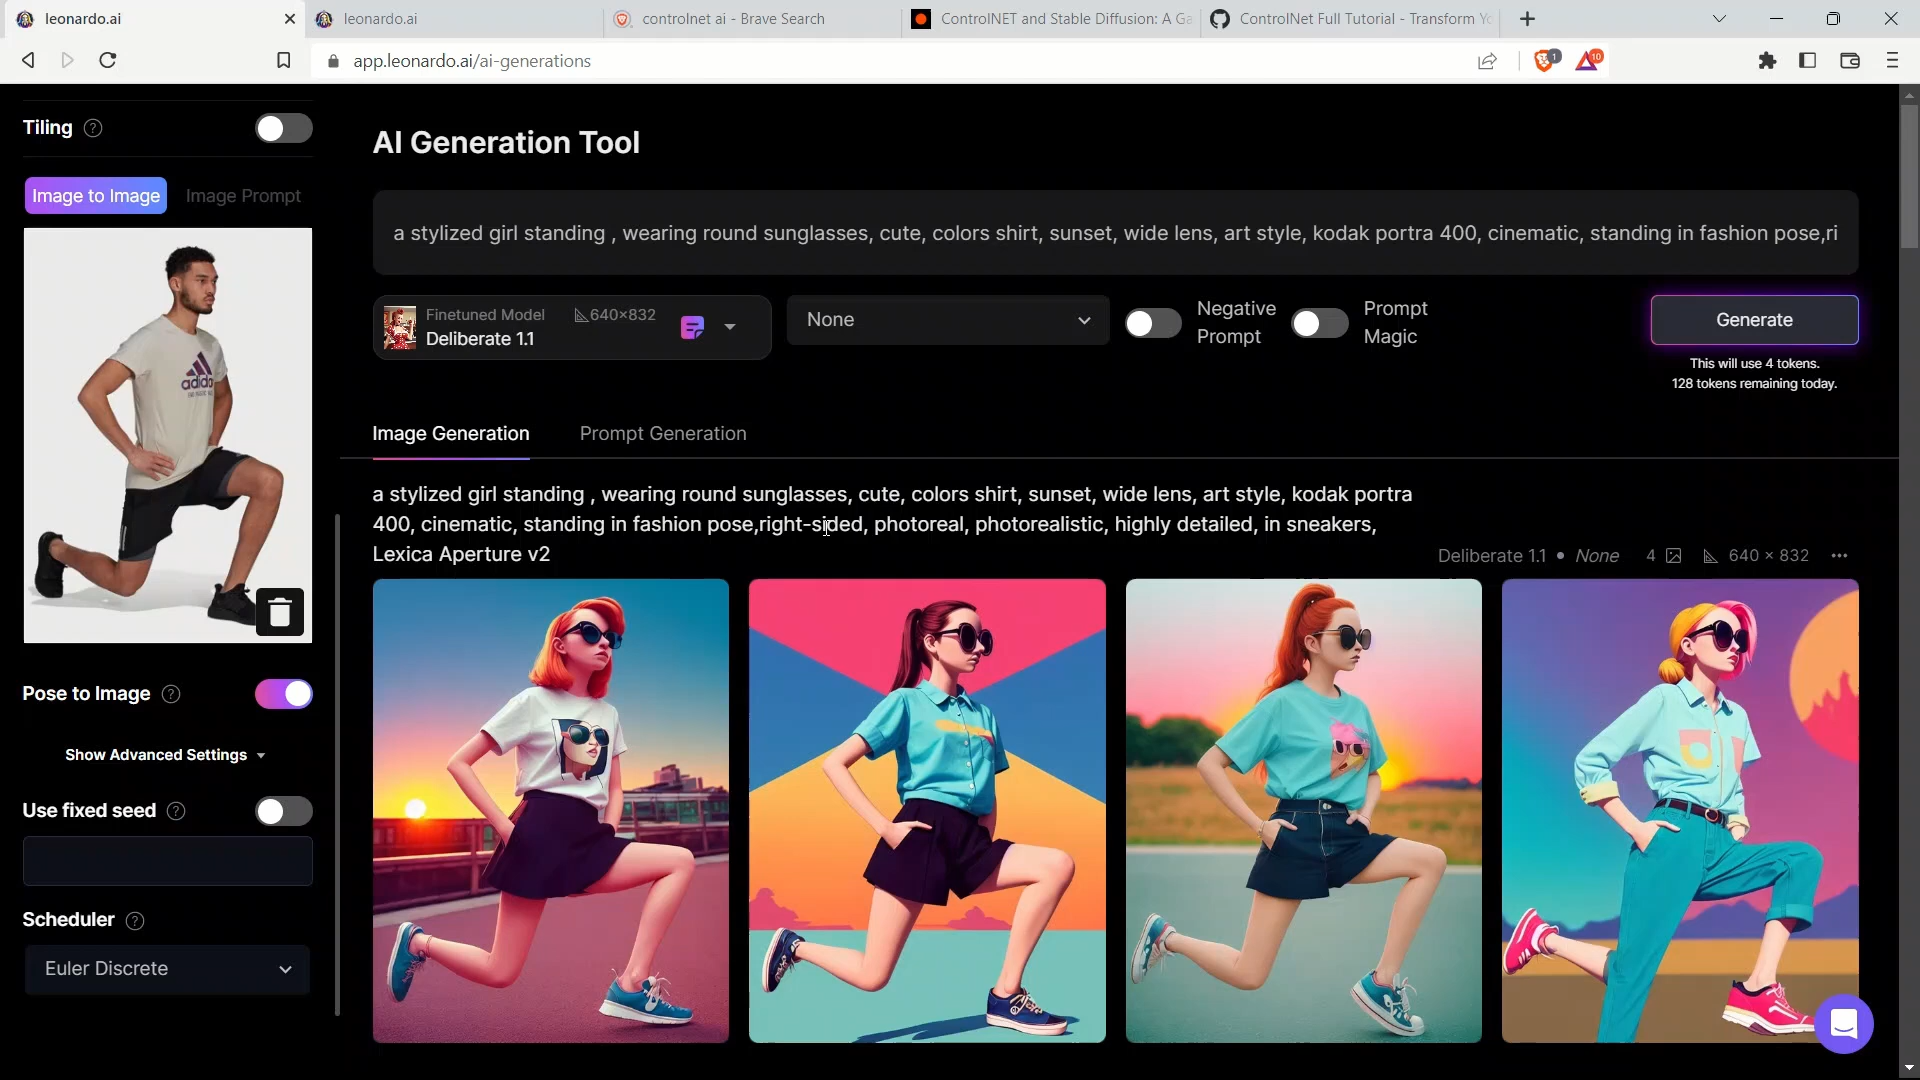 leonardo.ai
leonardo.ai
controlnet ai - Brave Search
ControlNET and Stable Diffusion: A Ga
ControlNet Full Tutorial - Transform Yo
app.leonardo.ai/ai-generations
1
10
Tiling
Image to Image
Image Prompt
adidas
Pose to Image
Show Advanced Settings
Use fixed seed
Scheduler
Euler Discrete
AI Generation Tool
a stylized girl standing , wearing round sunglasses, cute, colors shirt, sunset, wide lens, art style, kodak portra 400, cinematic, standing in fashion pose,ri
Finetuned Model
640×832
Deliberate 1.1
None
Negative
Prompt
Prompt
Magic
Generate
This will use 4 tokens.
128 tokens remaining today.
Image Generation
Prompt Generation
a stylized girl standing , wearing round sunglasses, cute, colors shirt, sunset, wide lens, art style, kodak portra
400, cinematic, standing in fashion pose,right-sided, photoreal, photorealistic, highly detailed, in sneakers,
Lexica Aperture v2
Deliberate 1.1 • None 4 640 × 832